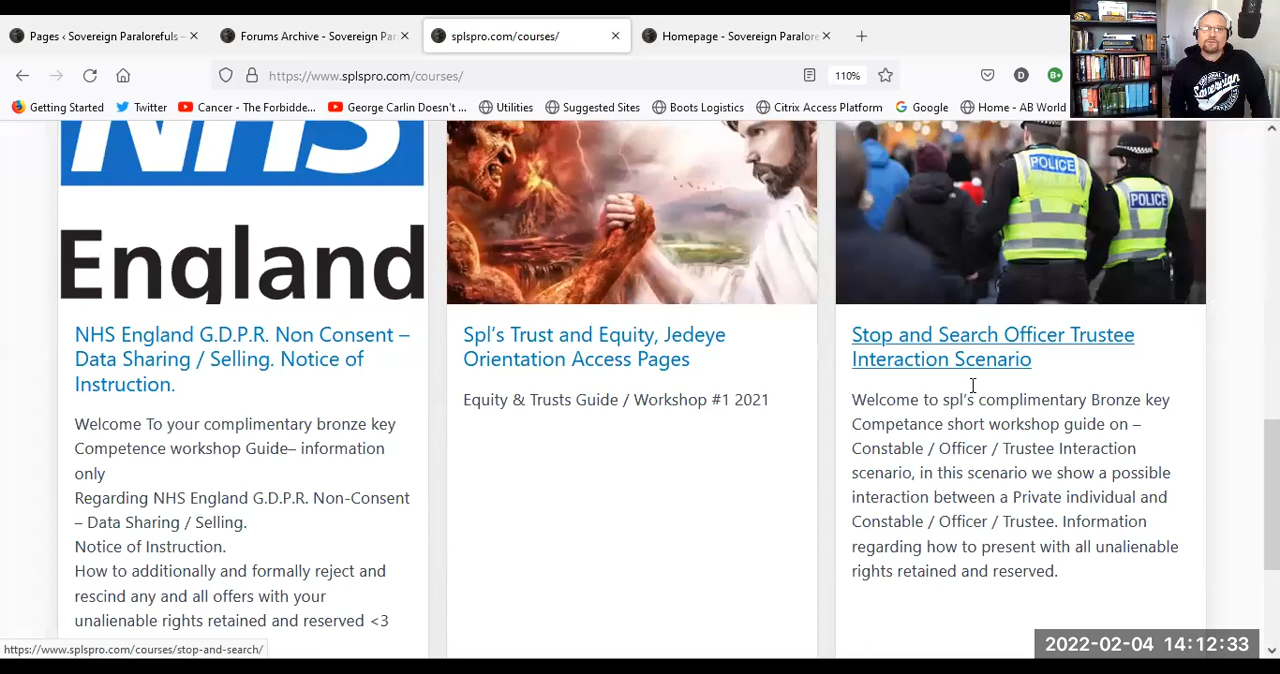 Pages ‹ Sovereign Paralorefuls -
Forums Archive - Sovereign Par
splspro.com/courses/
Homepage - Sovereign Paralore
https://www.splspro.com/courses/
110%
D
B+
Getting Started
Twitter
Cancer - The Forbidde...
George Carlin Doesn't ...
Utilities
Suggested Sites
Boots Logistics
Citrix Access Platform
Google
Home - AB World
NHS
England
POLICE
POLICE
NHS England G.D.P.R. Non Consent –
Data Sharing / Selling. Notice of
Instruction.
Welcome To your complimentary bronze key
Competence workshop Guide– information
only
Regarding NHS England G.D.P.R. Non-Consent
– Data Sharing / Selling.
Notice of Instruction.
How to additionally and formally reject and
rescind any and all offers with your
unalienable rights retained and reserved <3
Spl’s Trust and Equity, Jedeye
Orientation Access Pages
Equity & Trusts Guide / Workshop #1 2021
Stop and Search Officer Trustee
Interaction Scenario
Welcome to spl’s complimentary Bronze key
Competance short workshop guide on –
Constable / Officer / Trustee Interaction
scenario, in this scenario we show a possible
interaction between a Private individual and
Constable / Officer / Trustee. Information
regarding how to present with all unalienable
rights retained and reserved.
https://www.splspro.com/courses/stop-and-search/
2022-02-04 14:12:33